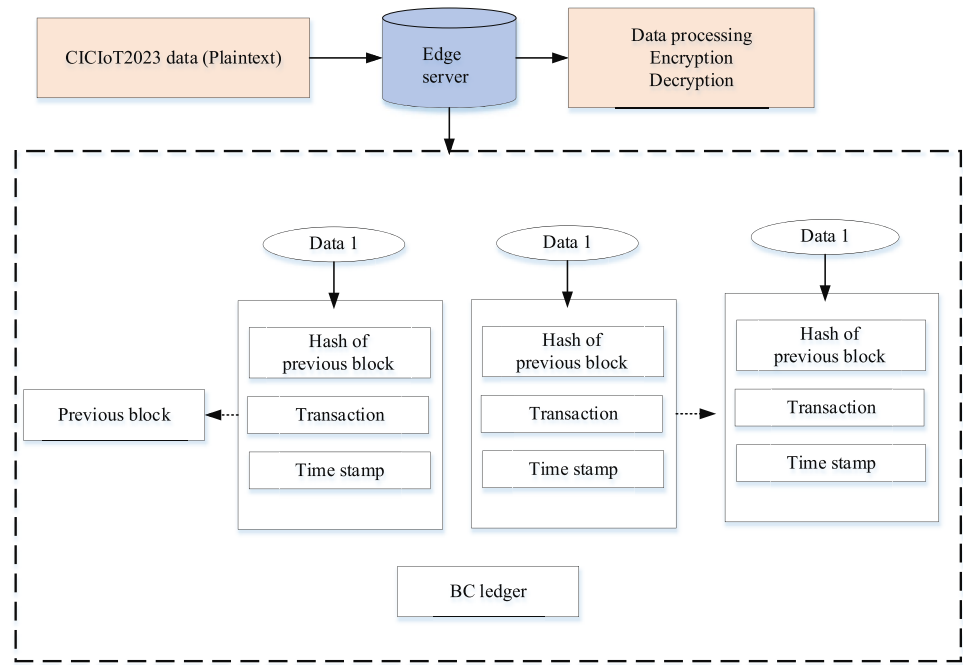 CICIoT2023 data (Plaintext)
Edge
server
Data processing
Encryption
Decryption
Data 1
Data 1
Data 1
Hash of
previous block
Transaction
Time stamp
Hash of
previous block
Transaction
Time stamp
Hash of
previous block
Transaction
Time stamp
Previous block
BC ledger